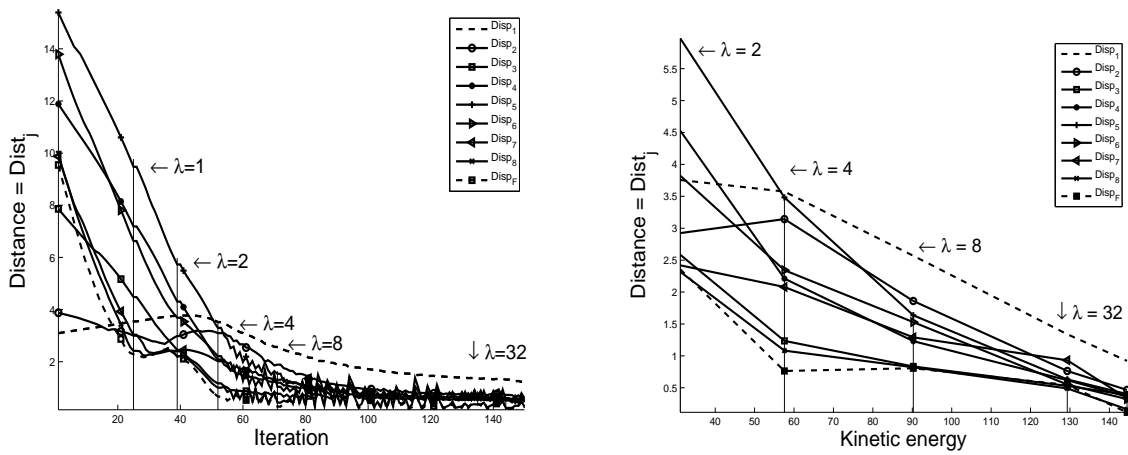 14
12
10
8
6
4
2
20
40
60
80
100
120
140
Distance = Dist_j
Iteration
← λ=1
← λ=2
← λ=4
← λ=8
↓ λ=32
Disp_1
Disp_2
Disp_3
Disp_4
Disp_5
Disp_6
Disp_7
Disp_8
Disp_F
5.5
5
4.5
4
3.5
3
2.5
2
1.5
1
0.5
40
50
60
70
80
90
100
110
120
130
140
Distance = Dist_j
Kinetic energy
← λ = 2
← λ = 4
← λ = 8
↓ λ = 32
Disp_1
Disp_2
Disp_3
Disp_4
Disp_5
Disp_6
Disp_7
Disp_8
Disp_F